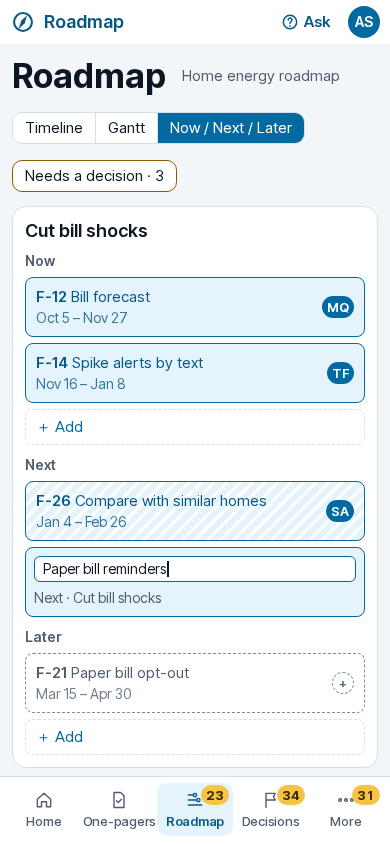 Roadmap
Ask
AS
Roadmap
Home energy roadmap
Timeline
Gantt
Now / Next / Later
Needs a decision · 3
Cut bill shocks
Now
F-12 Bill forecast
Oct 5 – Nov 27
MQ
F-14 Spike alerts by text
Nov 16 – Jan 8
TF
+ Add
Next
F-26 Compare with similar homes
Jan 4 – Feb 26
SA
Paper bill reminders
Next · Cut bill shocks
Later
F-21 Paper bill opt-out
Mar 15 – Apr 30
+
+ Add
Home
One-pagers
23
Roadmap
34
Decisions
31
More